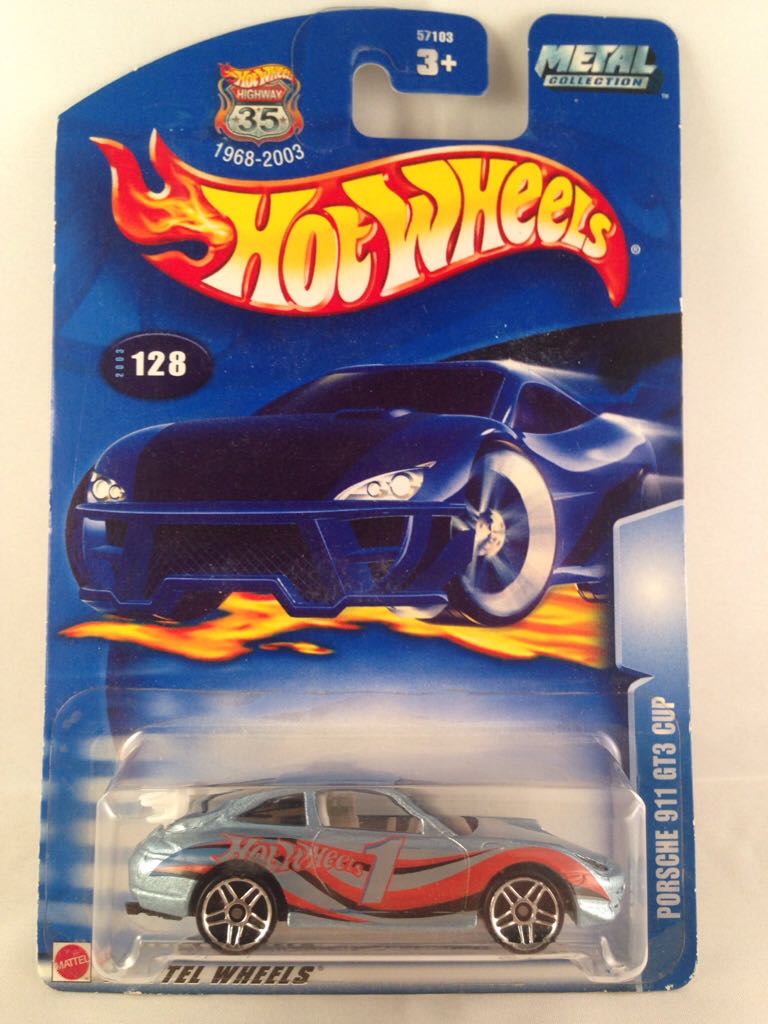 57103
3+
METAL
COLLECTION
™
Hot Wheels
HIGHWAY
35
1968-2003
HOT WHEELS
®
2003
128
PORSCHE 911 GT3 CUP
HOT WHEELS 1
MATTEL
TEL WHEELS